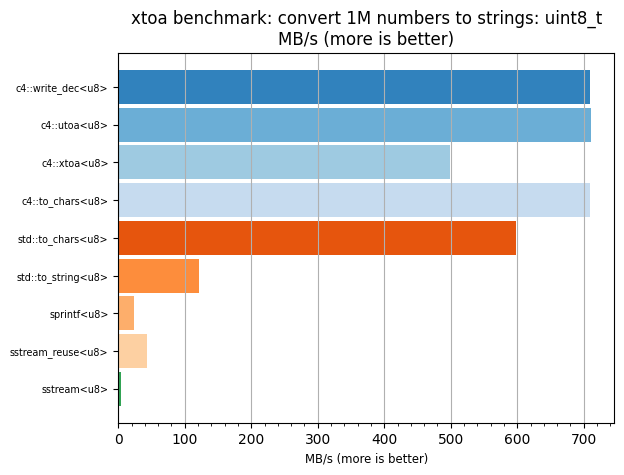 xtoa benchmark: convert 1M numbers to strings: uint8_t
MB/s (more is better)
c4::write_dec<u8>
c4::utoa<u8>
c4::xtoa<u8>
c4::to_chars<u8>
std::to_chars<u8>
std::to_string<u8>
sprintf<u8>
sstream_reuse<u8>
sstream<u8>
0 100 200 300 400 500 600 700
MB/s (more is better)